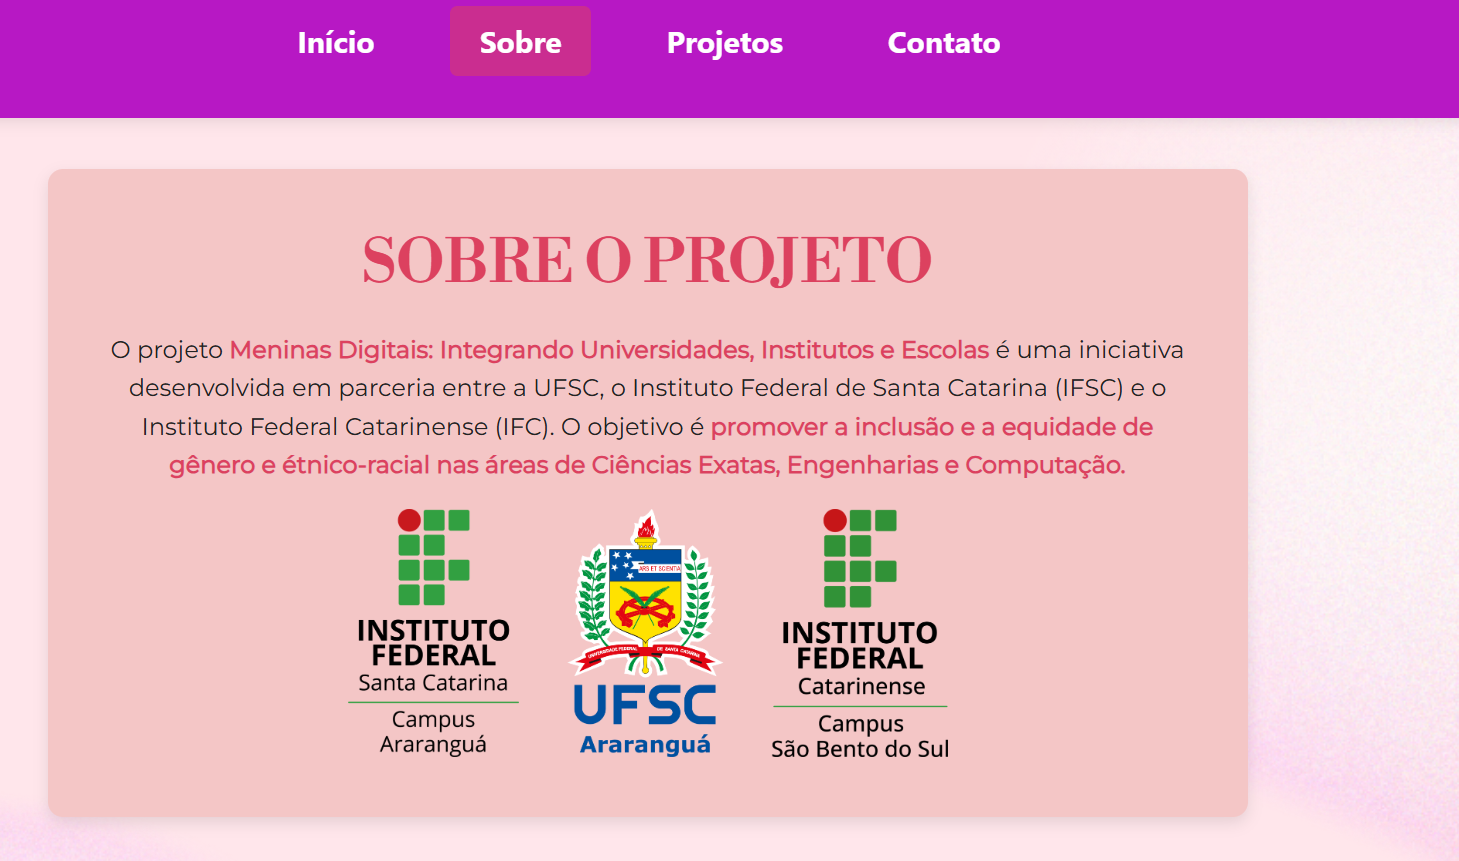 Início
Sobre
Projetos
Contato
SOBRE O PROJETO
O projeto Meninas Digitais: Integrando Universidades, Institutos e Escolas é uma iniciativa
desenvolvida em parceria entre a UFSC, o Instituto Federal de Santa Catarina (IFSC) e o
Instituto Federal Catarinense (IFC). O objetivo é promover a inclusão e a equidade de
gênero e étnico-racial nas áreas de Ciências Exatas, Engenharias e Computação.
INSTITUTO
FEDERAL
Santa Catarina
Campus
Araranguá
ARS ET SCIENTIA
UNIVERSIDADE FEDERAL DE SANTA CATARINA
UFSC
Araranguá
INSTITUTO
FEDERAL
Catarinense
Campus
São Bento do Sul